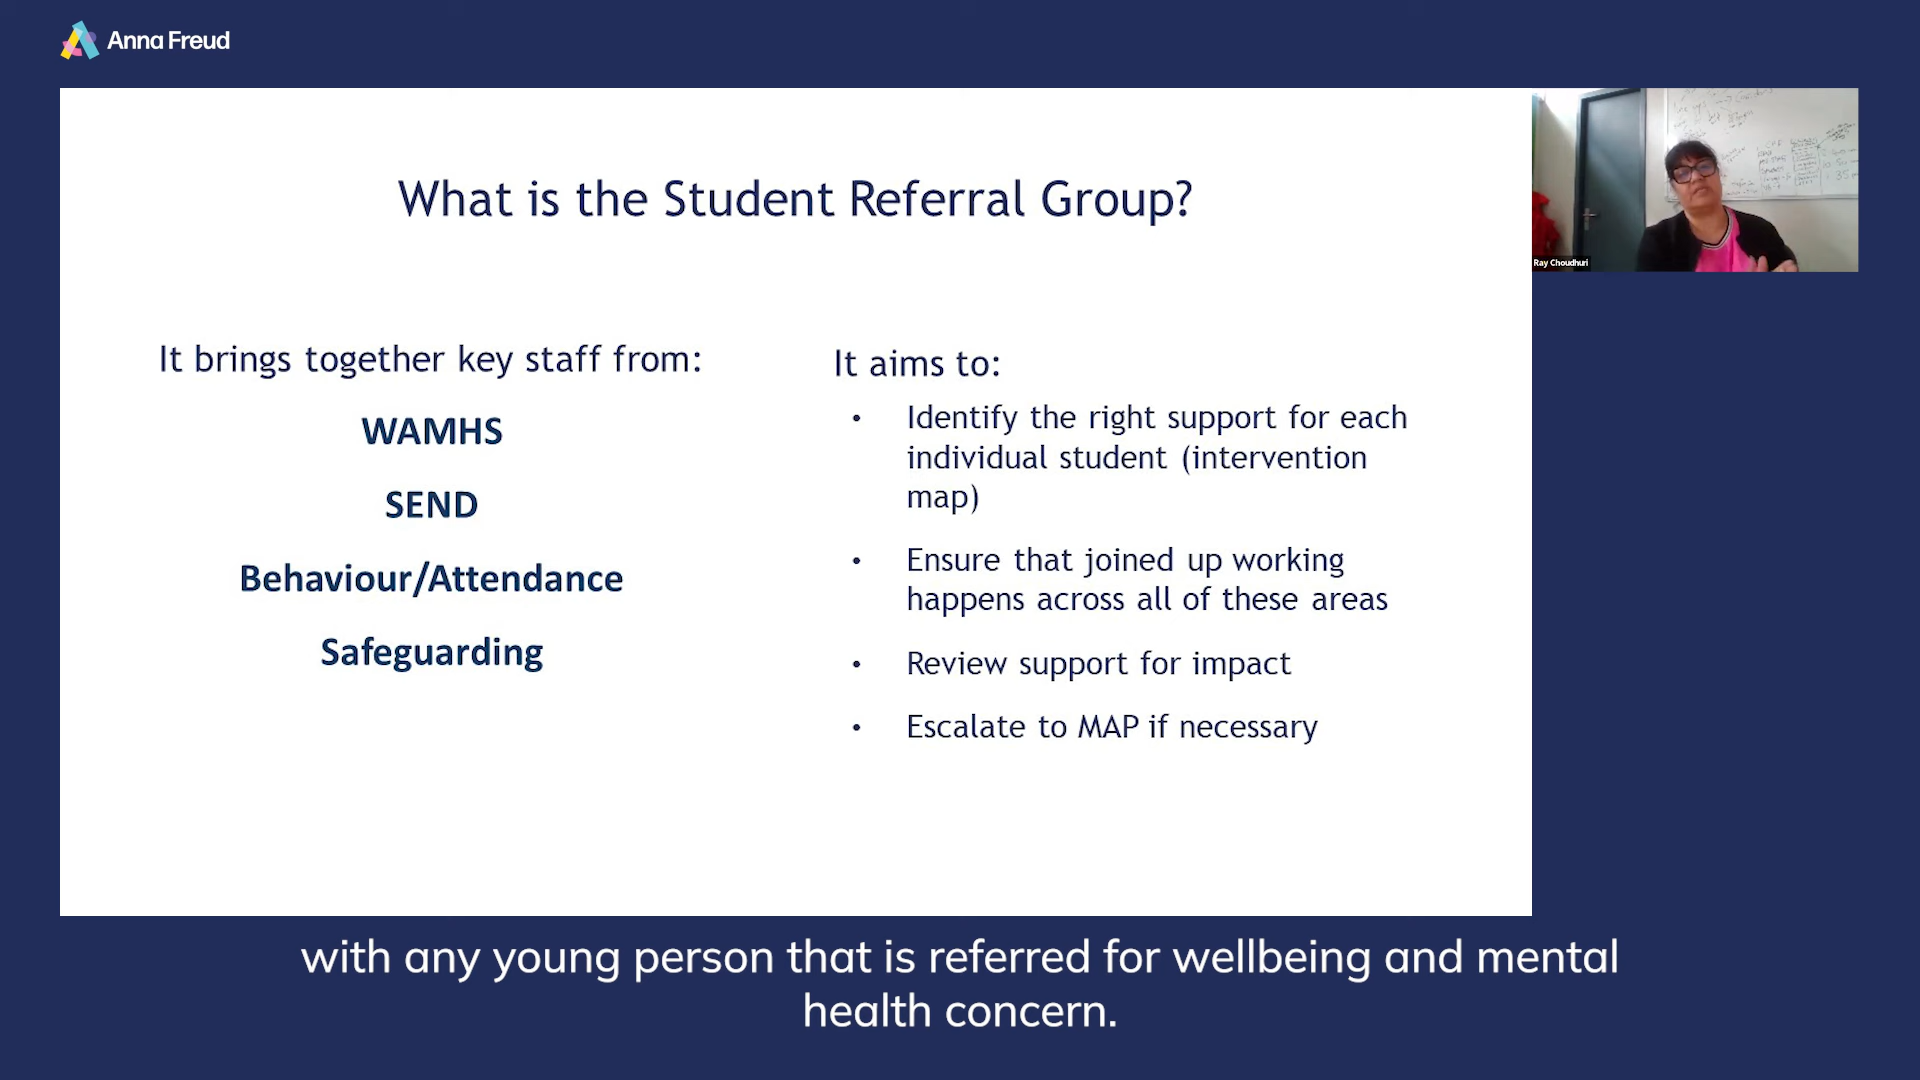 Anna Freud
What is the Student Referral Group?
It brings together key staff from:
WAMHS
SEND
Behaviour/Attendance
Safeguarding
It aims to:
• Identify the right support for each
individual student (intervention
map)
• Ensure that joined up working
happens across all of these areas
• Review support for impact
• Escalate to MAP if necessary
Ray Choudhuri
with any young person that is referred for wellbeing and mental
health concern.